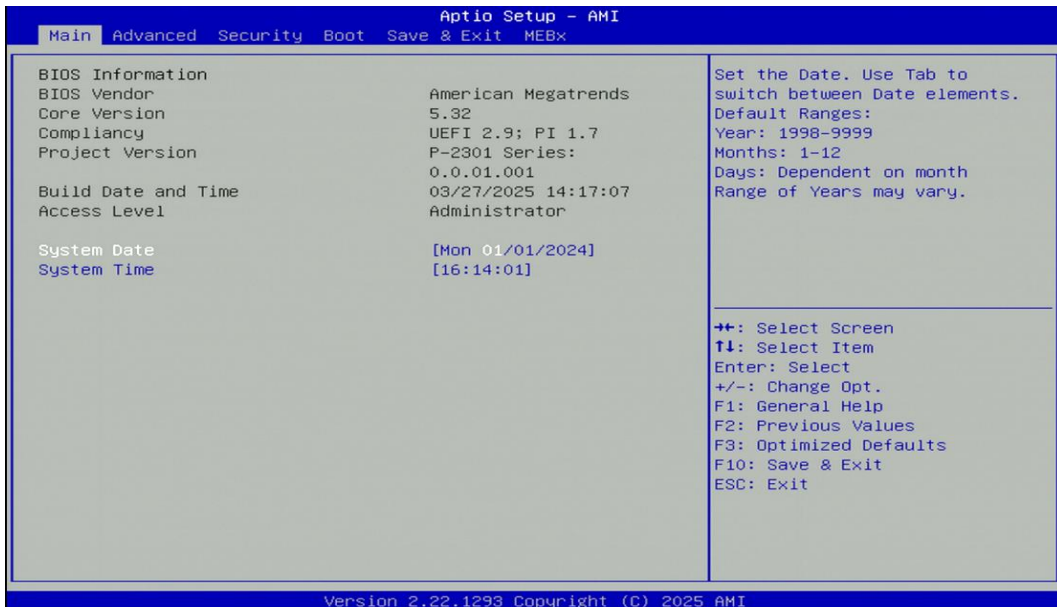 Aptio Setup – AMI
Main Advanced Security Boot Save & Exit MEBx
BIOS Information
BIOS Vendor American Megatrends
Core Version 5.32
Compliancy UEFI 2.9; PI 1.7
Project Version P-2301 Series:
0.0.01.001
Build Date and Time 03/27/2025 14:17:07
Access Level Administrator
System Date [Mon 01/01/2024]
System Time [16:14:01]
Set the Date. Use Tab to
switch between Date elements.
Default Ranges:
Year: 1998-9999
Months: 1-12
Days: Dependent on month
Range of Years may vary.
→←: Select Screen
↑↓: Select Item
Enter: Select
+/-: Change Opt.
F1: General Help
F2: Previous Values
F3: Optimized Defaults
F10: Save & Exit
ESC: Exit
Version 2.22.1293 Copyright (C) 2025 AMI